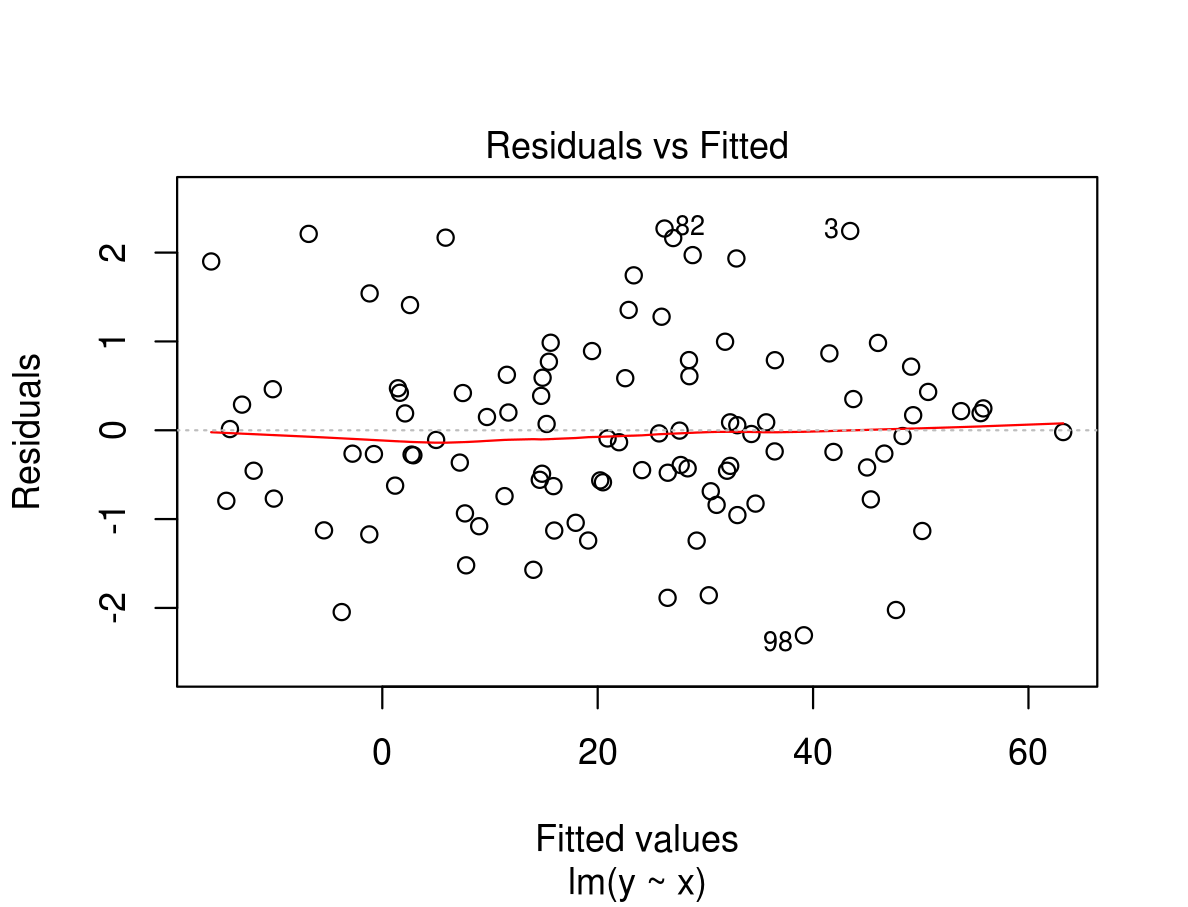 Residuals vs Fitted
82
3
98
2
1
0
-1
-2
Residuals
0 20 40 60
Fitted values
lm(y ~ x)